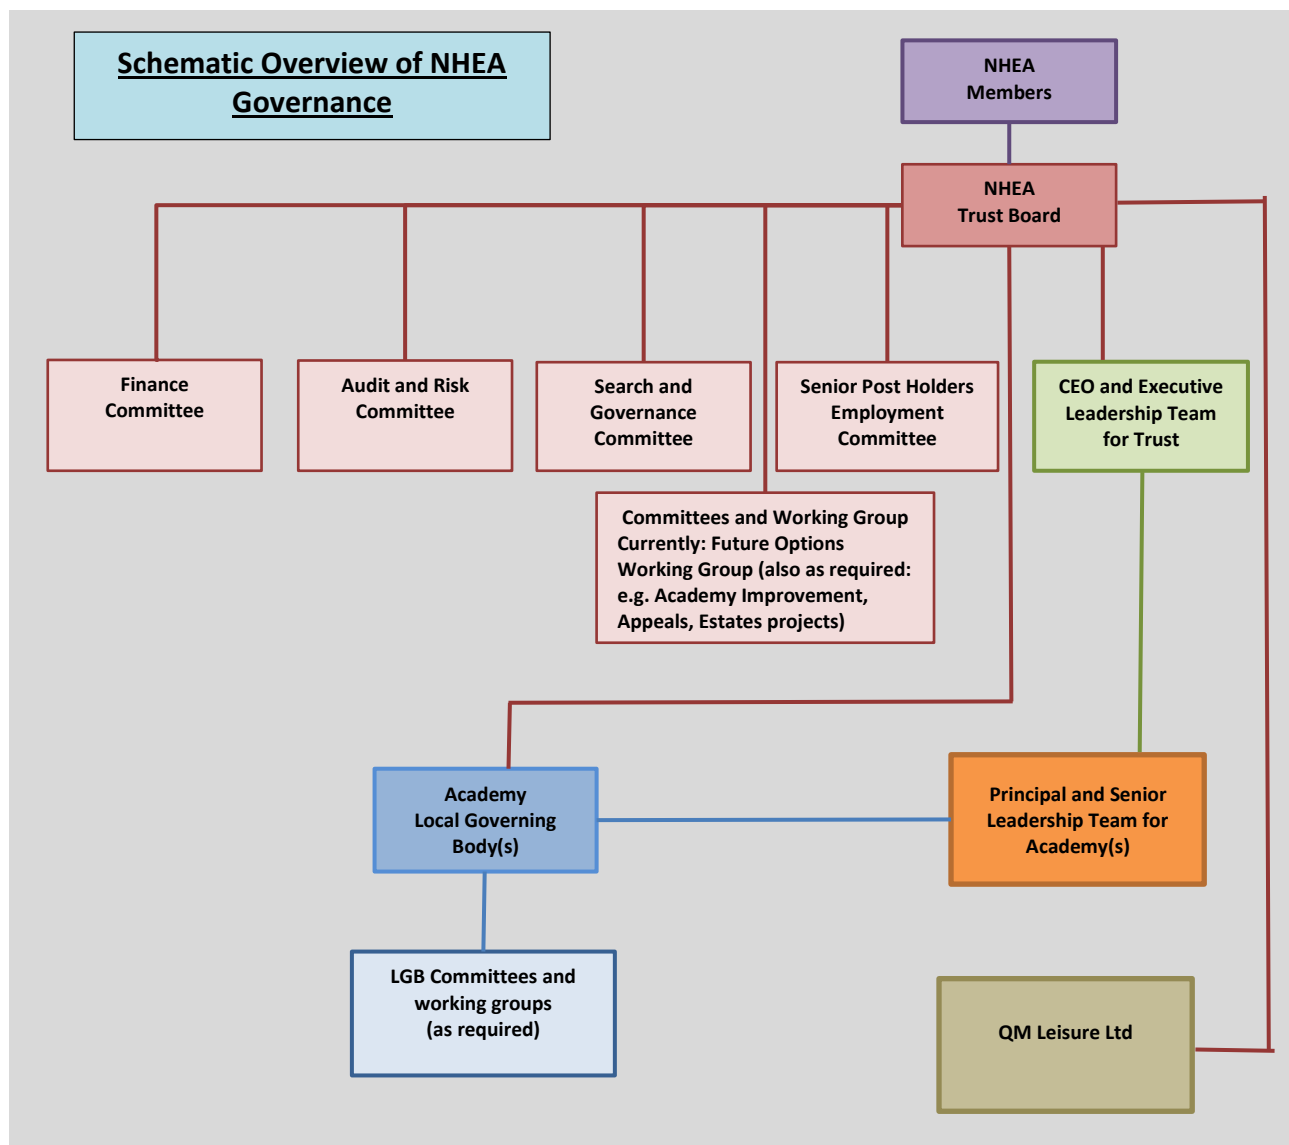 Schematic Overview of NHEA
Governance
NHEA
Members
NHEA
Trust Board
Finance
Committee
Audit and Risk
Committee
Search and
Governance
Committee
Senior Post Holders
Employment
Committee
CEO and Executive
Leadership Team
for Trust
Committees and Working Group
Currently: Future Options
Working Group (also as required:
e.g. Academy Improvement,
Appeals, Estates projects)
Academy
Local Governing
Body(s)
Principal and Senior
Leadership Team for
Academy(s)
LGB Committees and
working groups
(as required)
QM Leisure Ltd